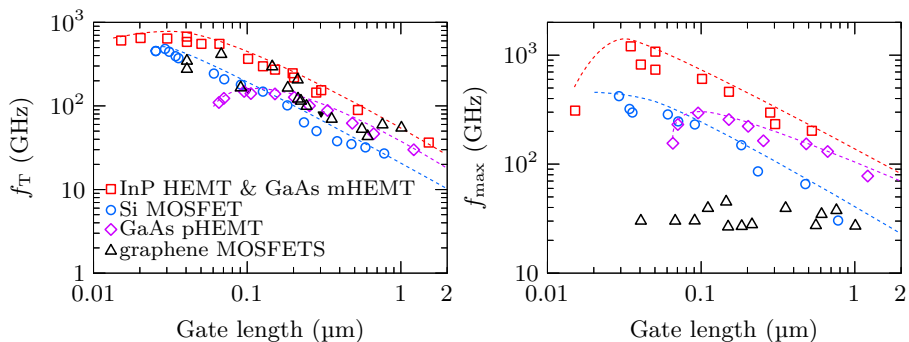 10³
10²
10
1
f_T (GHz)
InP HEMT & GaAs mHEMT
Si MOSFET
GaAs pHEMT
graphene MOSFETS
0.01
0.1
1
Gate length (µm)
10³
10²
10
f_max (GHz)
0.01
0.1
1
2
Gate length (µm)